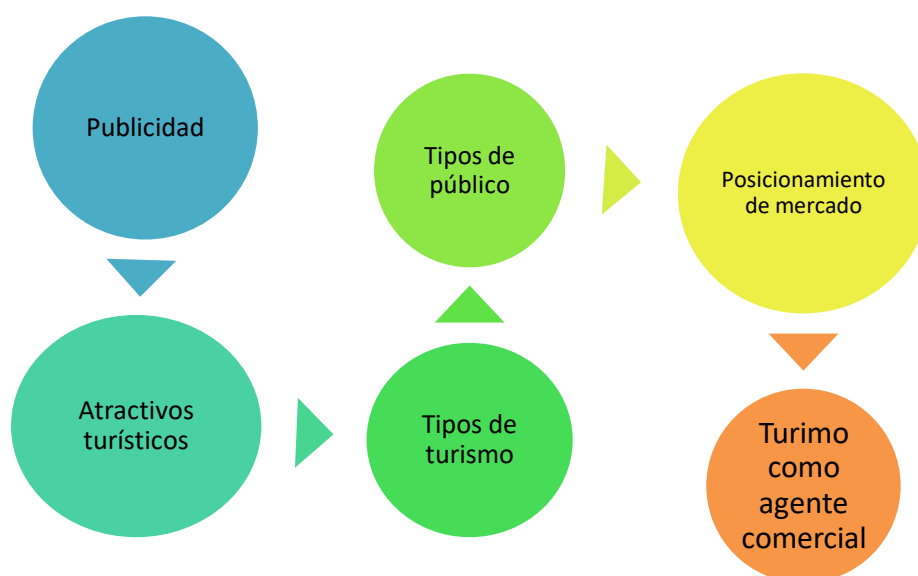 Publicidad
Atractivos
turísticos
Tipos de
turismo
Tipos de
público
Posicionamiento
de mercado
Turimo
como
agente
comercial